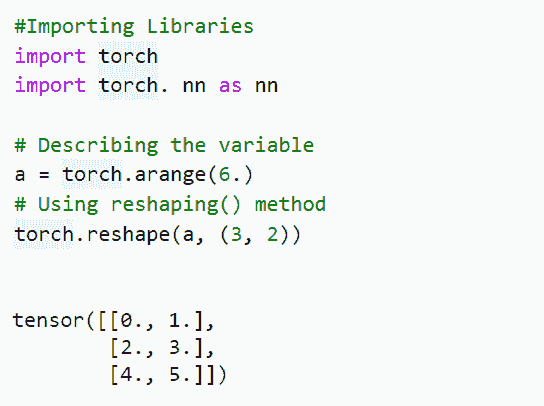 #Importing Libraries
import torch
import torch. nn as nn
# Describing the variable
a = torch.arange(6.)
# Using reshaping() method
torch.reshape(a, (3, 2))
tensor([[0., 1.],
        [2., 3.],
        [4., 5.]])